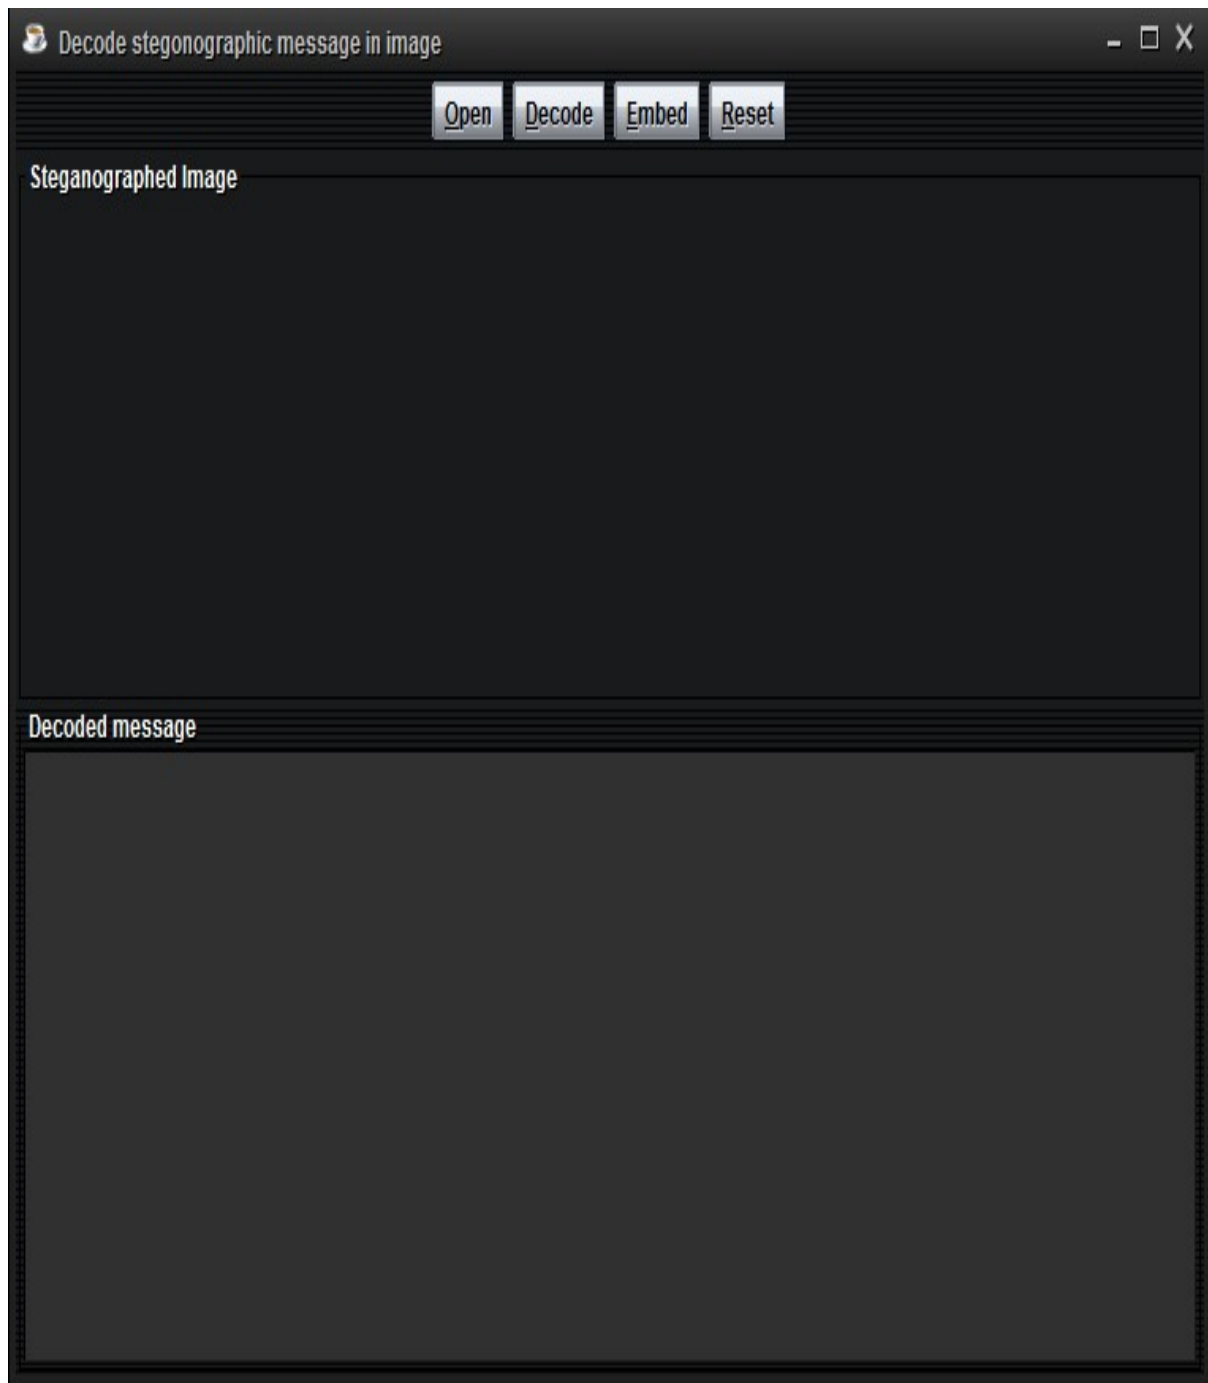 Decode stegonographic message in image
Open Decode Embed Reset
Steganographed Image
Decoded message